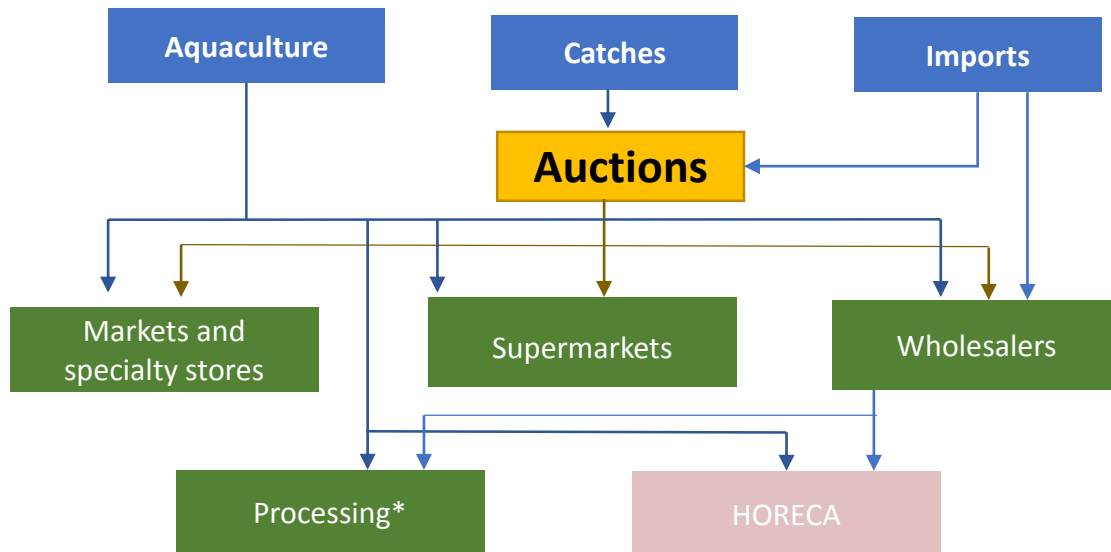 Aquaculture
Catches
Imports
Auctions
Markets and
specialty stores
Supermarkets
Wholesalers
Processing*
HORECA